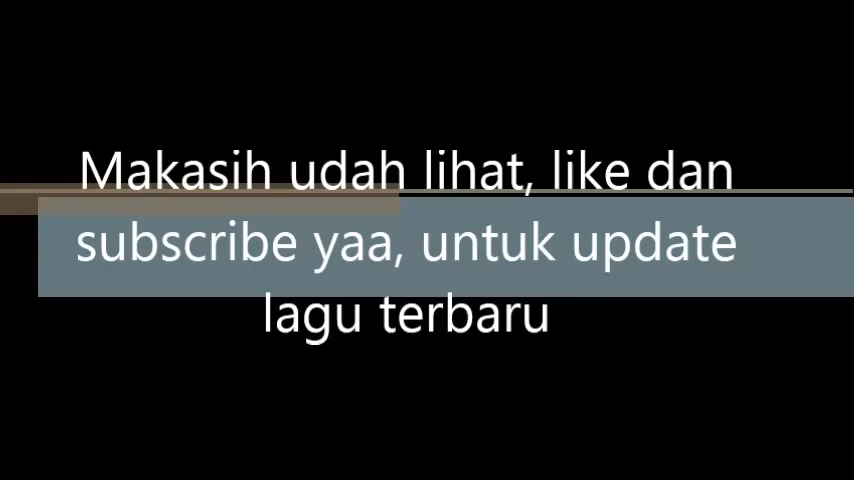 Makasih udah lihat, like dan
subscribe yaa, untuk update
lagu terbaru